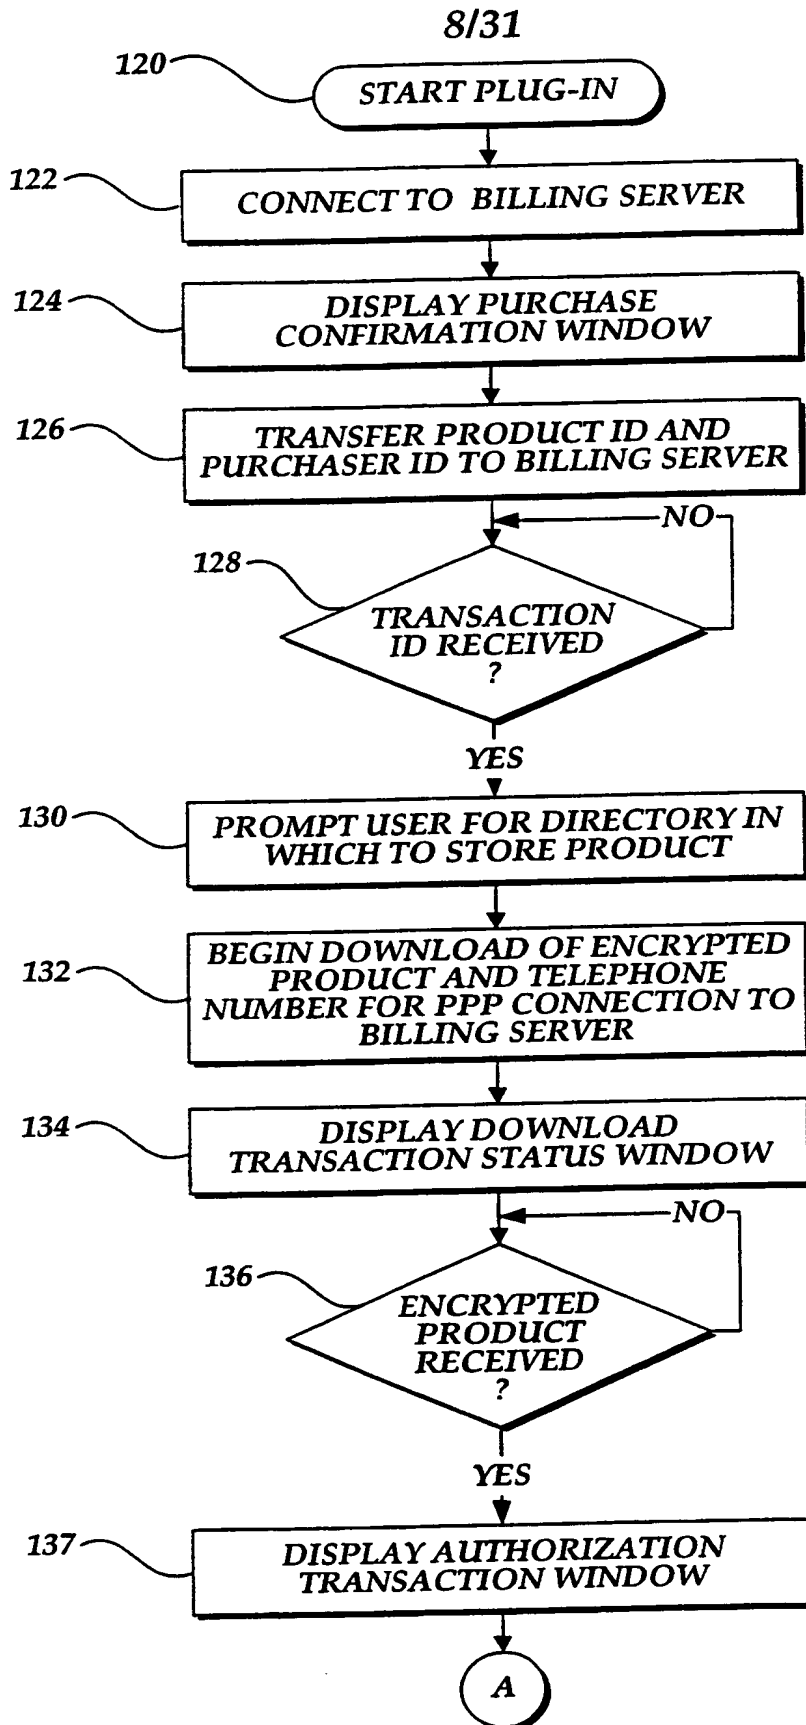 8/31
120
START PLUG-IN
122
CONNECT TO BILLING SERVER
124
DISPLAY PURCHASE
CONFIRMATION WINDOW
126
TRANSFER PRODUCT ID AND
PURCHASER ID TO BILLING SERVER
NO
128
TRANSACTION
ID RECEIVED
?
YES
130
PROMPT USER FOR DIRECTORY IN
WHICH TO STORE PRODUCT
132
BEGIN DOWNLOAD OF ENCRYPTED
PRODUCT AND TELEPHONE
NUMBER FOR PPP CONNECTION TO
BILLING SERVER
134
DISPLAY DOWNLOAD
TRANSACTION STATUS WINDOW
NO
136
ENCRYPTED
PRODUCT
RECEIVED
?
YES
137
DISPLAY AUTHORIZATION
TRANSACTION WINDOW
A